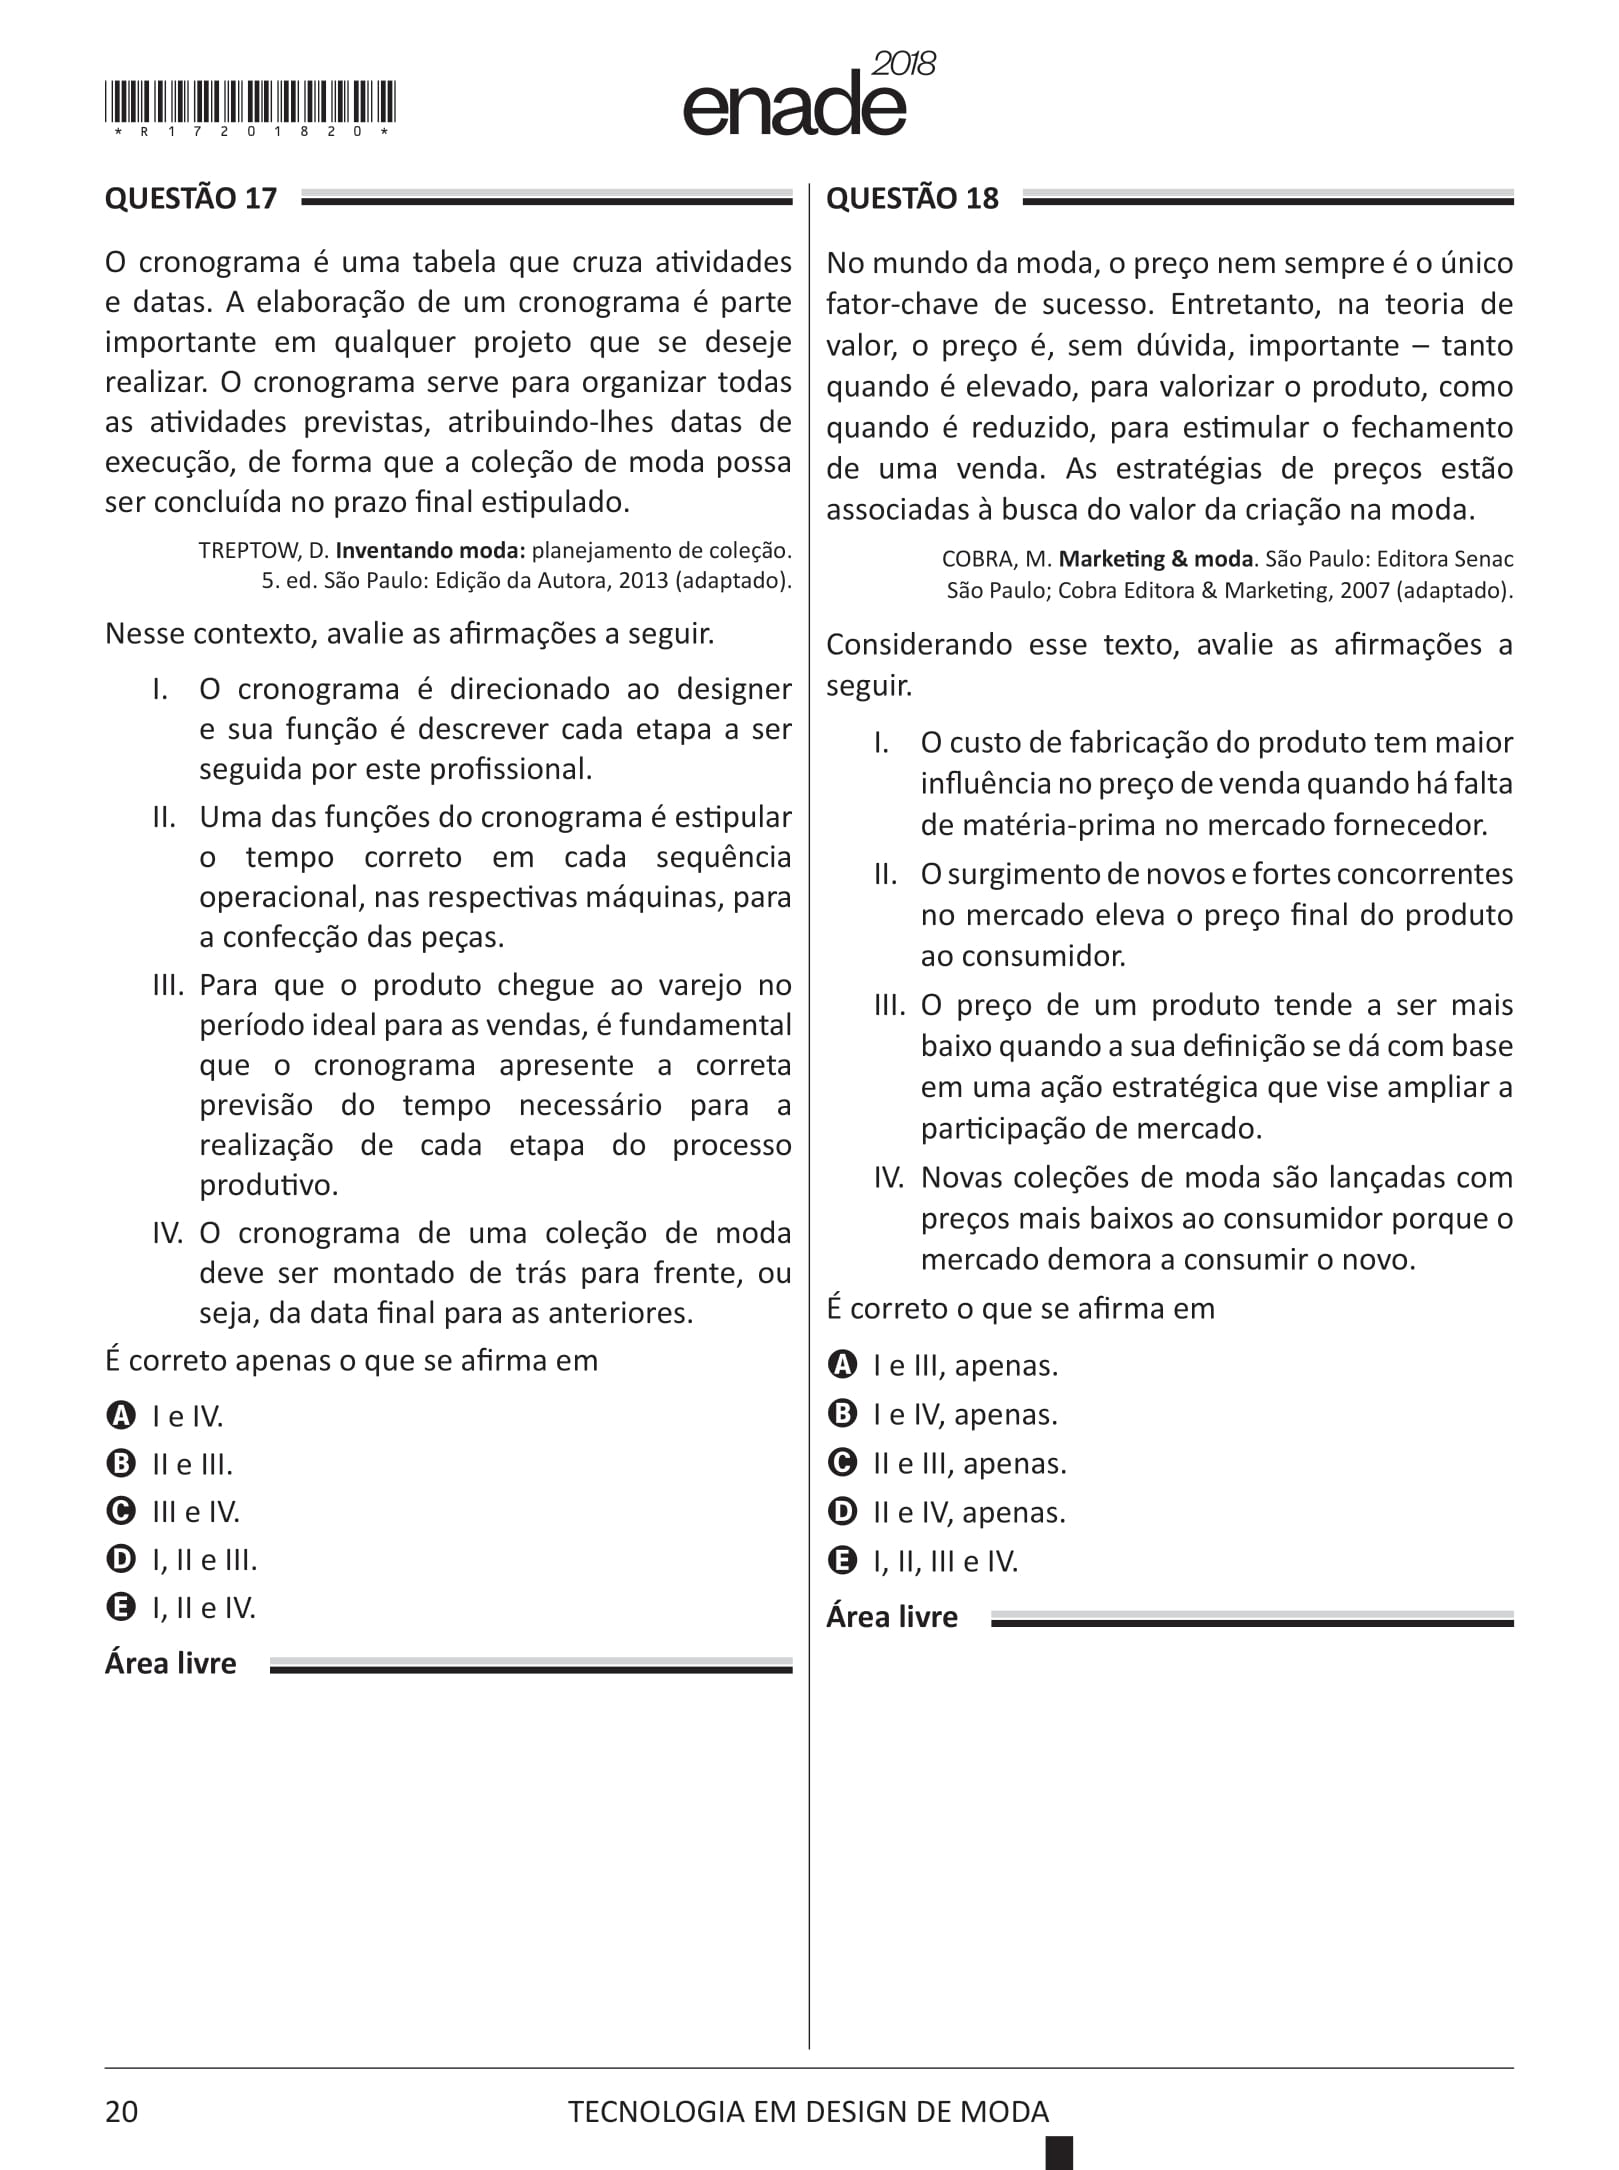 *R17201820*
enade 2018
QUESTÃO 17
O cronograma é uma tabela que cruza atividades
e datas. A elaboração de um cronograma é parte
importante em qualquer projeto que se deseje
realizar. O cronograma serve para organizar todas
as atividades previstas, atribuindo-lhes datas de
execução, de forma que a coleção de moda possa
ser concluída no prazo final estipulado.
TREPTOW, D. Inventando moda: planejamento de coleção.
5. ed. São Paulo: Edição da Autora, 2013 (adaptado).
Nesse contexto, avalie as afirmações a seguir.
I. O cronograma é direcionado ao designer
e sua função é descrever cada etapa a ser
seguida por este profissional.
II. Uma das funções do cronograma é estipular
o tempo correto em cada sequência
operacional, nas respectivas máquinas, para
a confecção das peças.
III. Para que o produto chegue ao varejo no
período ideal para as vendas, é fundamental
que o cronograma apresente a correta
previsão do tempo necessário para a
realização de cada etapa do processo
produtivo.
IV. O cronograma de uma coleção de moda
deve ser montado de trás para frente, ou
seja, da data final para as anteriores.
É correto apenas o que se afirma em
A I e IV.
B II e III.
C III e IV.
D I, II e III.
E I, II e IV.
Área livre
QUESTÃO 18
No mundo da moda, o preço nem sempre é o único
fator-chave de sucesso. Entretanto, na teoria de
valor, o preço é, sem dúvida, importante – tanto
quando é elevado, para valorizar o produto, como
quando é reduzido, para estimular o fechamento
de uma venda. As estratégias de preços estão
associadas à busca do valor da criação na moda.
COBRA, M. Marketing & moda. São Paulo: Editora Senac
São Paulo; Cobra Editora & Marketing, 2007 (adaptado).
Considerando esse texto, avalie as afirmações a
seguir.
I. O custo de fabricação do produto tem maior
influência no preço de venda quando há falta
de matéria-prima no mercado fornecedor.
II. O surgimento de novos e fortes concorrentes
no mercado eleva o preço final do produto
ao consumidor.
III. O preço de um produto tende a ser mais
baixo quando a sua definição se dá com base
em uma ação estratégica que vise ampliar a
participação de mercado.
IV. Novas coleções de moda são lançadas com
preços mais baixos ao consumidor porque o
mercado demora a consumir o novo.
É correto o que se afirma em
A I e III, apenas.
B I e IV, apenas.
C II e III, apenas.
D II e IV, apenas.
E I, II, III e IV.
Área livre
20
TECNOLOGIA EM DESIGN DE MODA